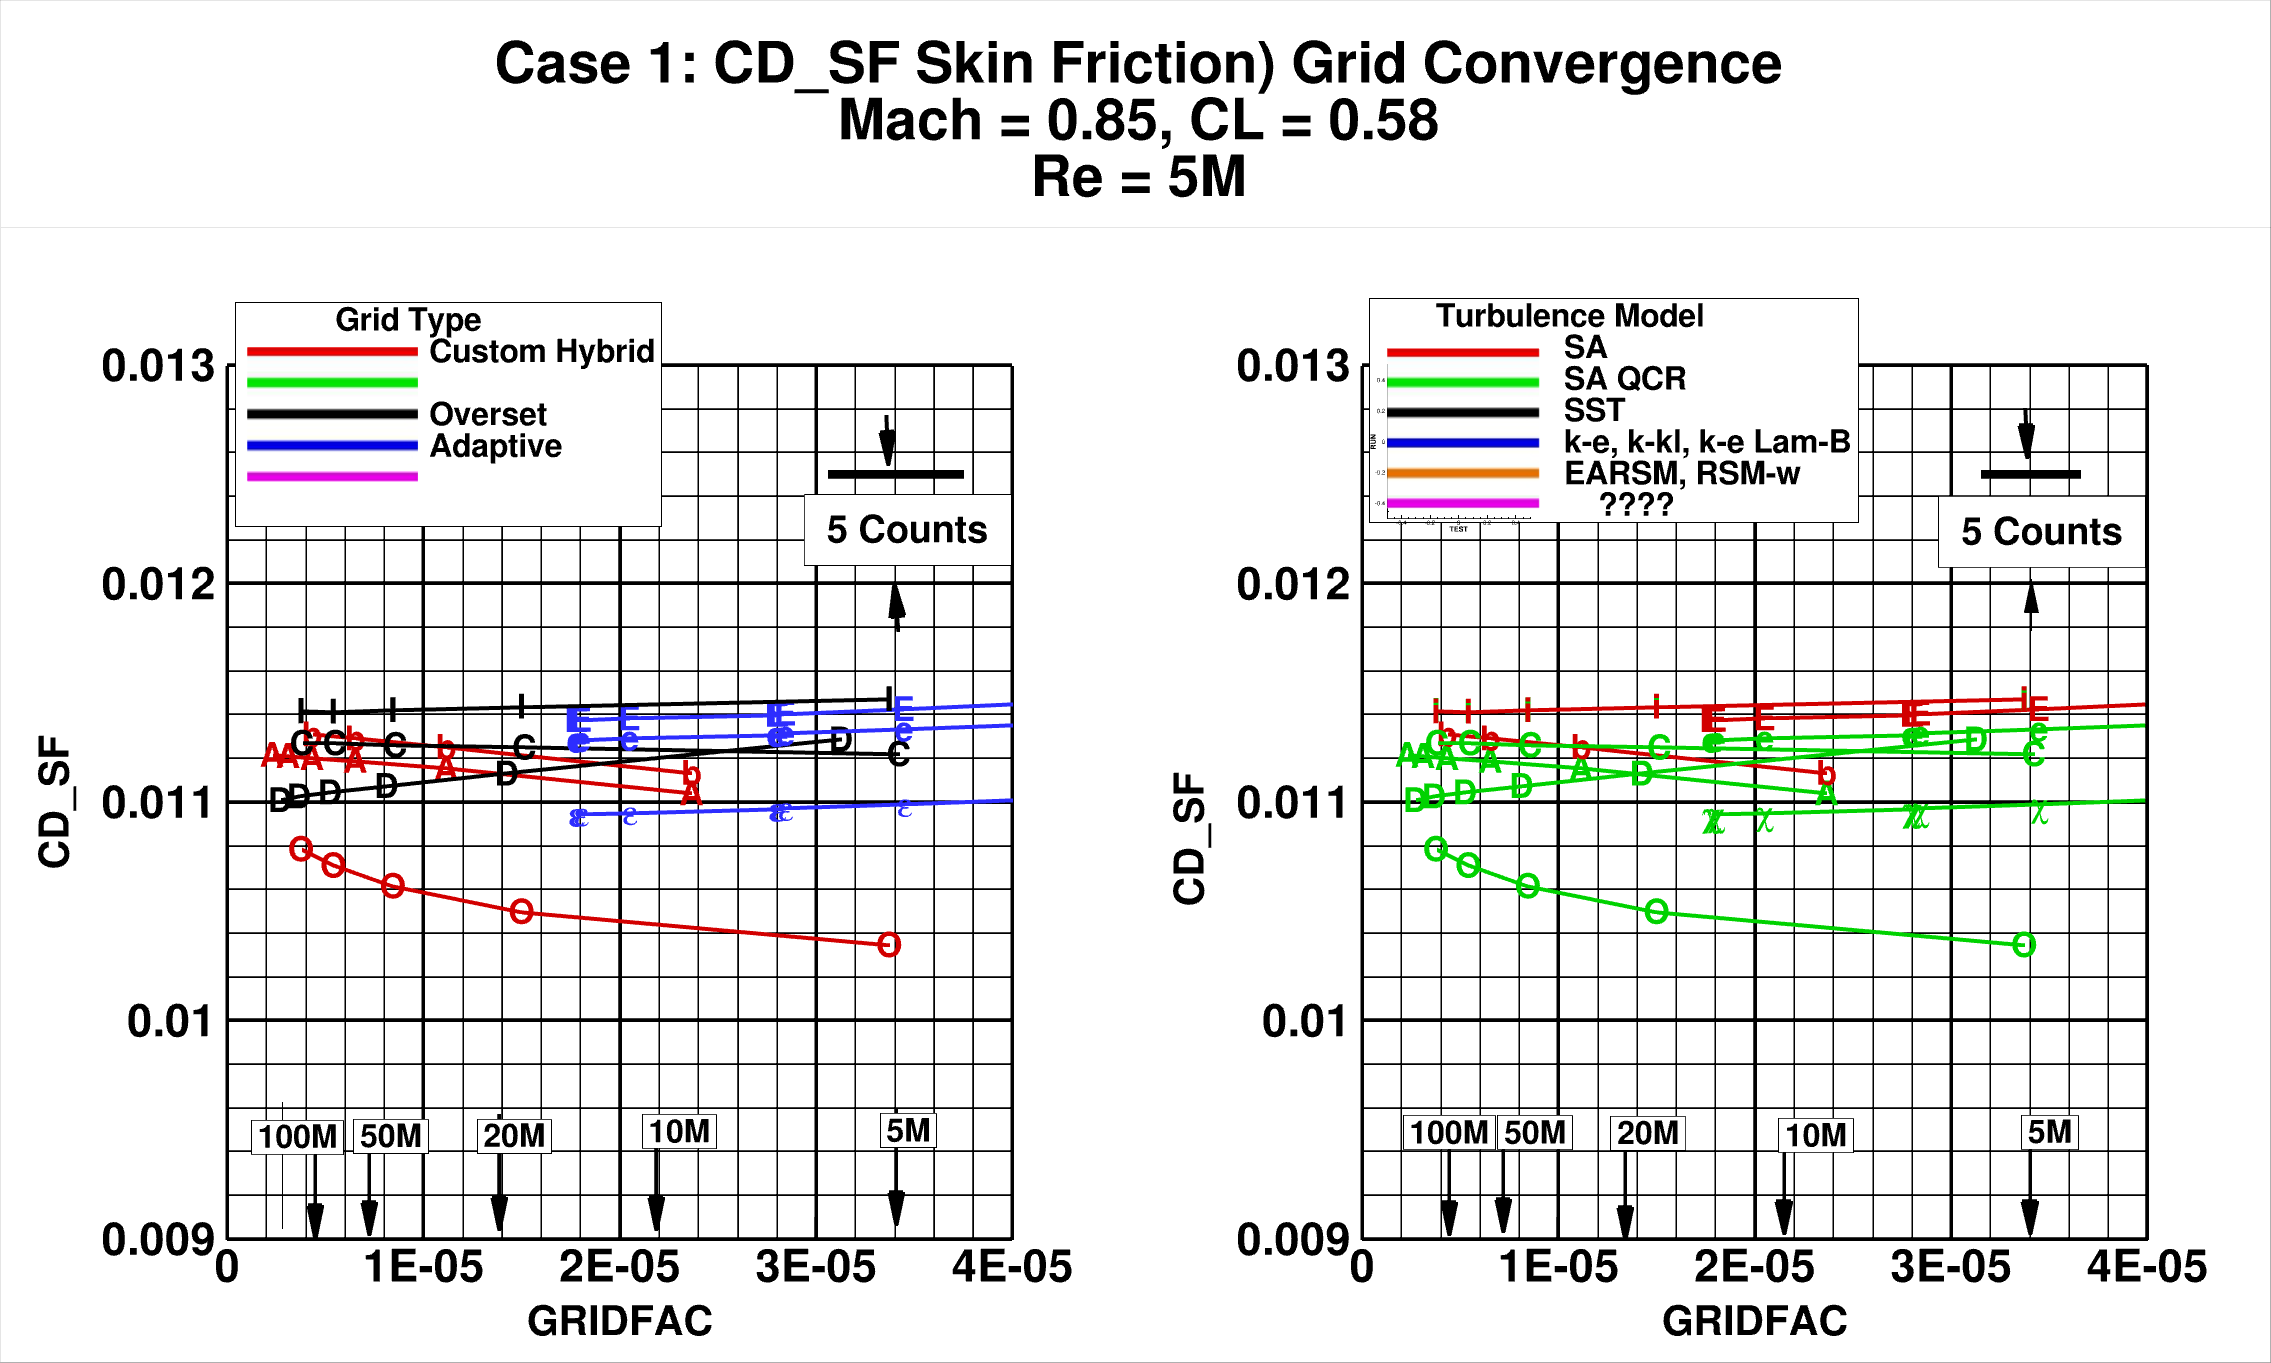 Case 1: CD_SF Skin Friction) Grid Convergence
Mach = 0.85, CL = 0.58
Re = 5M
Grid Type
Custom Hybrid
Overset
Adaptive
5 Counts
0.013
0.012
0.011
0.01
0.009
CD_SF
100M
50M
20M
10M
5M
0
1E-05
2E-05
3E-05
4E-05
GRIDFAC
Turbulence Model
SA
SA QCR
SST
k-e, k-kl, k-e Lam-B
EARSM, RSM-w
????
RUN
TEST
5 Counts
0.013
0.012
0.011
0.01
0.009
CD_SF
100M
50M
20M
10M
5M
0
1E-05
2E-05
3E-05
4E-05
GRIDFAC